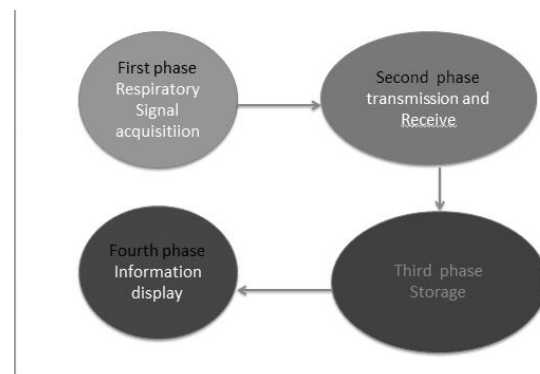 First phase
Respiratory
Signal
acquisitiion
Second phase
transmission and
Receive
Fourth phase
Information
display
Third phase
Storage